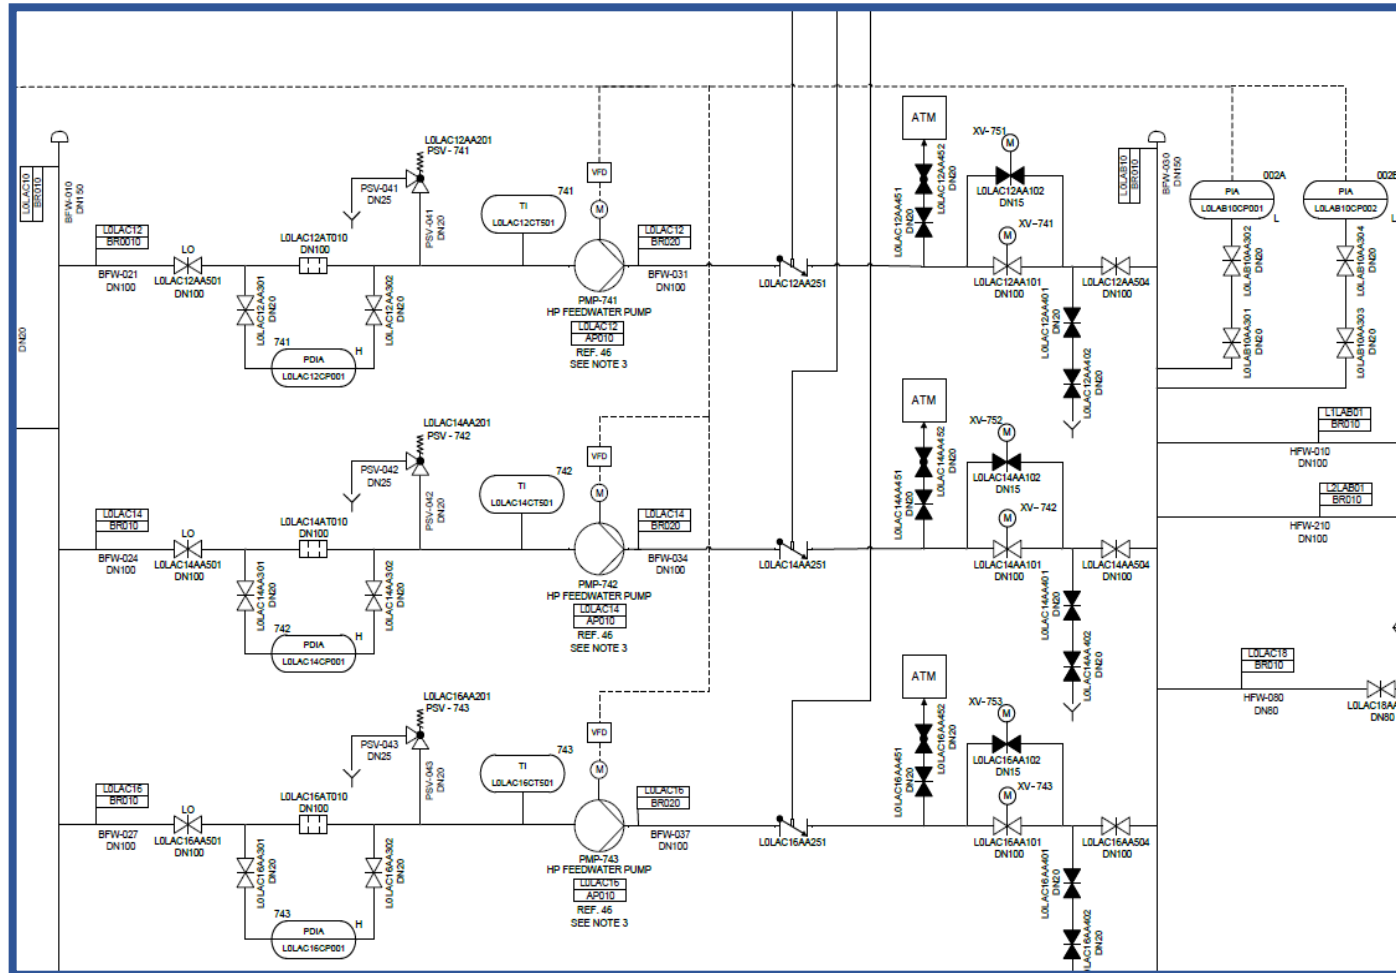 L0LAC10
BR010
BFW-010
DN150
DN20
L0LAC12
BR0010
BFW-021
DN100
LO
L0LAC12AA501
DN100
L0LAC12AT010
DN100
L0LAC12AA301
DN20
L0LAC12AA302
DN20
741
PDIA
H
L0LAC12CP001
L0LAC12AA201
PSV - 741
PSV-041
DN25
PSV-041
DN20
741
TI
L0LAC12CT501
VFD
M
PMP-741
HP FEEDWATER PUMP
L0LAC12
AP010
REF. 46
SEE NOTE 3
L0LAC12
BR020
BFW-031
DN100
L0LAC12AA251
ATM
L0LAC12AA451
DN20
L0LAC12AA452
DN20
XV-751
M
L0LAC12AA102
DN15
XV-741
M
L0LAC12AA101
DN100
L0LAC12AA401
DN20
L0LAC12AA402
DN20
L0LAC12AA504
DN100
L0LAB10
BR010
BFW-030
DN150
002A
PIA
L0LAB10CP001
L
L0LAB10AA302
DN20
L0LAB10AA301
DN20
002B
PIA
L0LAB10CP002
L
L0LAB10AA304
DN20
L0LAB10AA303
DN20
L1LAB01
BR010
HFW-010
DN100
L2LAB01
BR010
HFW-210
DN100
L0LAC18
BR010
HFW-080
DN80
L0LAC18AA
DN80
L0LAC14
BR010
BFW-024
DN100
LO
L0LAC14AA501
DN100
L0LAC14AT010
DN100
L0LAC14AA301
DN20
L0LAC14AA302
DN20
742
PDIA
H
L0LAC14CP001
L0LAC14AA201
PSV - 742
PSV-042
DN25
PSV-042
DN20
742
TI
L0LAC14CT501
VFD
M
PMP-742
HP FEEDWATER PUMP
L0LAC14
AP010
REF. 46
SEE NOTE 3
L0LAC14
BR020
BFW-034
DN100
L0LAC14AA251
ATM
L0LAC14AA451
DN20
L0LAC14AA452
DN20
XV-752
M
L0LAC14AA102
DN15
XV-742
M
L0LAC14AA101
DN100
L0LAC14AA401
DN20
L0LAC14AA402
DN20
L0LAC14AA504
DN100
L0LAC16
BR010
BFW-027
DN100
LO
L0LAC16AA501
DN100
L0LAC16AT010
DN100
L0LAC16AA301
DN20
L0LAC16AA302
DN20
743
PDIA
H
L0LAC16CP001
L0LAC16AA201
PSV - 743
PSV-043
DN25
PSV-043
DN20
743
TI
L0LAC16CT501
VFD
M
PMP-743
HP FEEDWATER PUMP
L0LAC16
AP010
REF. 46
SEE NOTE 3
L0LAC16
BR020
BFW-037
DN100
L0LAC16AA251
ATM
L0LAC16AA451
DN20
L0LAC16AA452
DN20
XV-753
M
L0LAC16AA102
DN15
XV-743
M
L0LAC16AA101
DN100
L0LAC16AA401
DN20
L0LAC16AA402
DN20
L0LAC16AA504
DN100